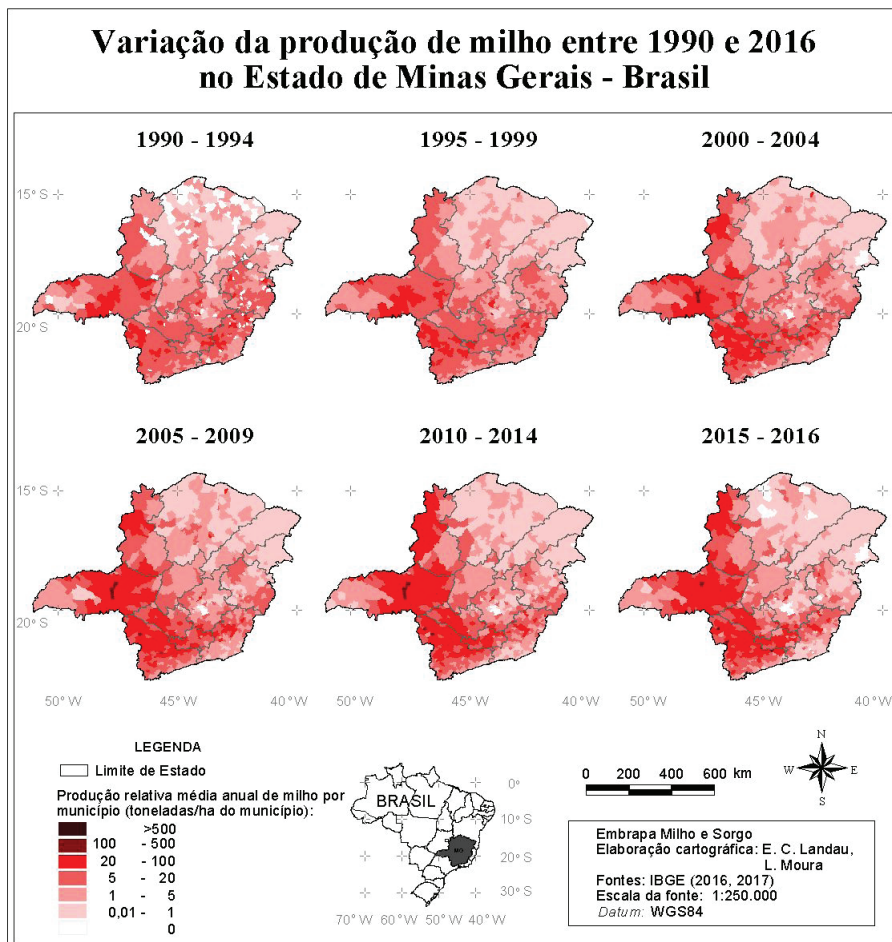 Variação da produção de milho entre 1990 e 2016
no Estado de Minas Gerais - Brasil
1990 - 1994
1995 - 1999
2000 - 2004
15° S
20° S
2005 - 2009
2010 - 2014
2015 - 2016
15° S
20° S
50° W
45° W
40° W
45° W
40° W
45° W
40° W
LEGENDA
Limite de Estado
Produção relativa média anual de milho por
município (toneladas/ha do município):
>500
100 - 500
20 - 100
5 - 20
1 - 5
0,01 - 1
0
BRASIL
MG
0°
10° S
20° S
30° S
70° W 60° W 50° W 40° W
0 200 400 600 km
N
W E
S
Embrapa Milho e Sorgo
Elaboração cartográfica: E. C. Landau,
L. Moura
Fontes: IBGE (2016, 2017)
Escala da fonte: 1:250.000
Datum: WGS84